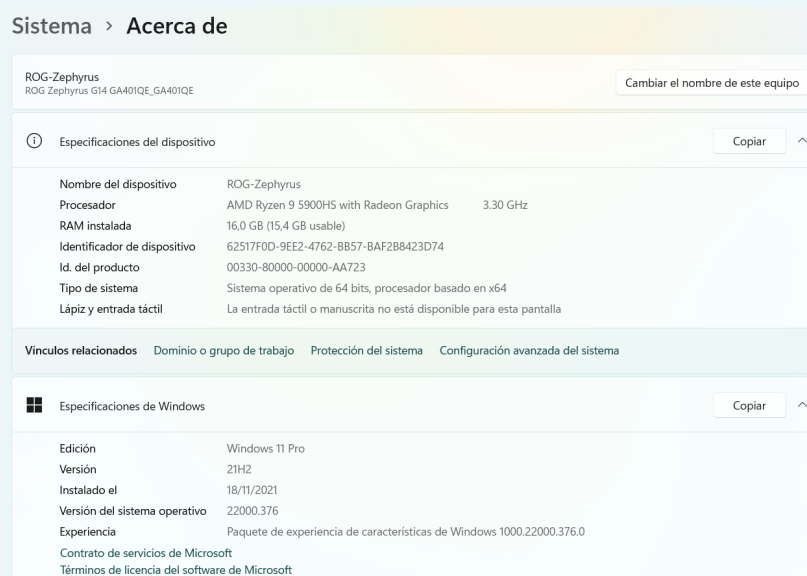 Sistema > Acerca de
ROG-Zephyrus
ROG Zephyrus G14 GA401QE_GA401QE
Cambiar el nombre de este equipo
Especificaciones del dispositivo
Copiar
Nombre del dispositivo ROG-Zephyrus
Procesador AMD Ryzen 9 5900HS with Radeon Graphics 3.30 GHz
RAM instalada 16,0 GB (15,4 GB usable)
Identificador de dispositivo 62517F0D-9EE2-4762-BB57-BAF2B8423D74
Id. del producto 00330-80000-00000-AA723
Tipo de sistema Sistema operativo de 64 bits, procesador basado en x64
Lápiz y entrada táctil La entrada táctil o manuscrita no está disponible para esta pantalla
Vínculos relacionados Dominio o grupo de trabajo Protección del sistema Configuración avanzada del sistema
Especificaciones de Windows
Copiar
Edición Windows 11 Pro
Versión 21H2
Instalado el 18/11/2021
Versión del sistema operativo 22000.376
Experiencia Paquete de experiencia de características de Windows 1000.22000.376.0
Contrato de servicios de Microsoft
Términos de licencia del software de Microsoft